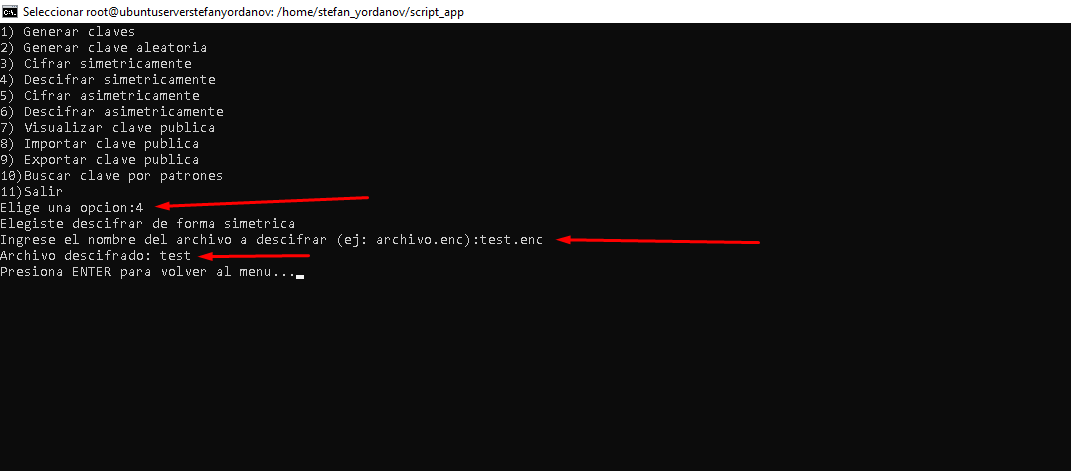 Seleccionar root@ubuntuserverstefanyordanov: /home/stefan_yordanov/script_app
1) Generar claves
2) Generar clave aleatoria
3) Cifrar simetricamente
4) Descifrar simetricamente
5) Cifrar asimetricamente
6) Descifrar asimetricamente
7) Visualizar clave publica
8) Importar clave publica
9) Exportar clave publica
10)Buscar clave por patrones
11)Salir
Elige una opcion:4
Elegiste descifrar de forma simetrica
Ingrese el nombre del archivo a descifrar (ej: archivo.enc):test.enc
Archivo descifrado: test
Presiona ENTER para volver al menu...